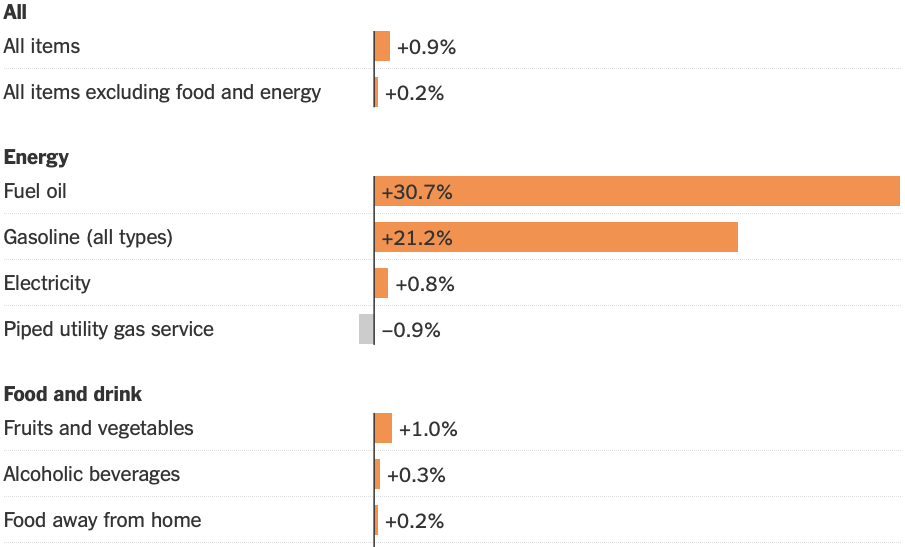 All
All items +0.9%
All items excluding food and energy +0.2%
Energy
Fuel oil +30.7%
Gasoline (all types) +21.2%
Electricity +0.8%
Piped utility gas service –0.9%
Food and drink
Fruits and vegetables +1.0%
Alcoholic beverages +0.3%
Food away from home +0.2%